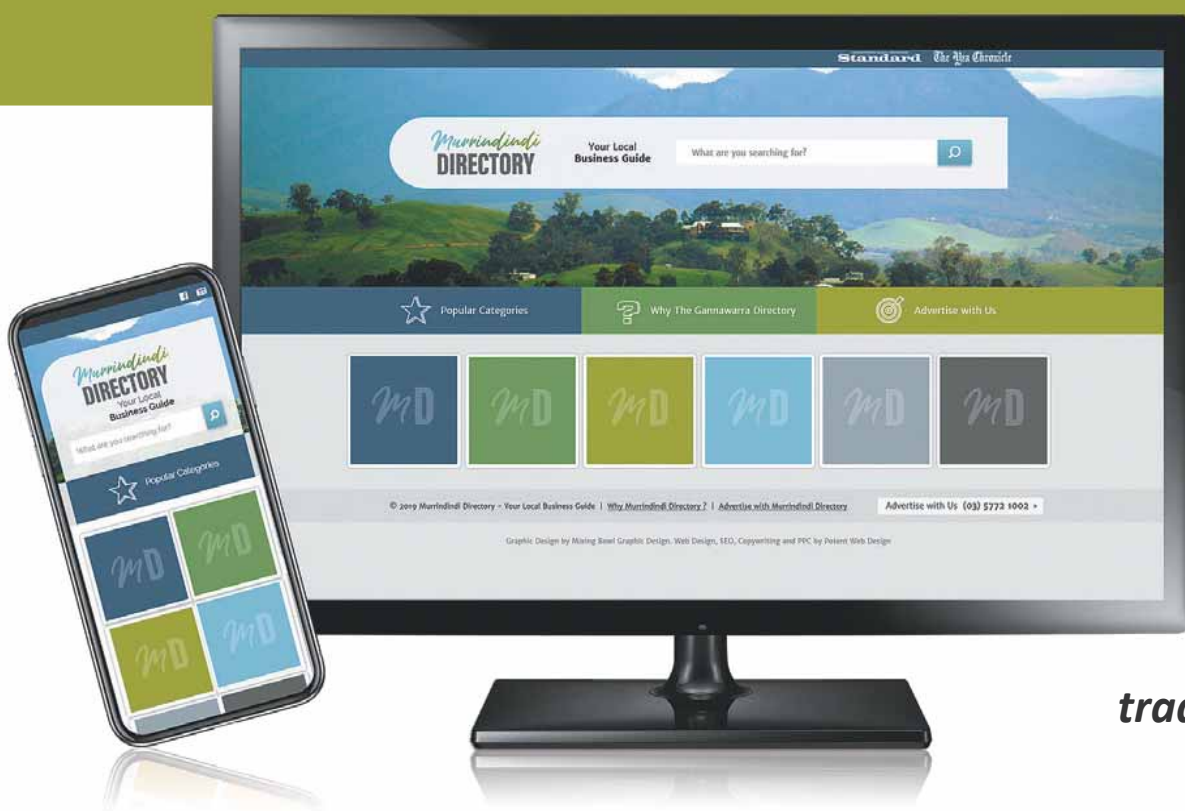 Standard The Yea Chronicle
Murrindindi
DIRECTORY
Your Local
Business Guide
What are you searching for?
Popular Categories
Why The Gannawarra Directory
Advertise with Us
MD MD MD MD MD MD
© 2019 Murrindindi Directory - Your Local Business Guide | Why Murrindindi Directory ? | Advertise with Murrindindi Directory
Advertise with Us (03) 5772 1002
Graphic Design by Mixing Bowl Graphic Design. Web Design, SEO, Copywriting and PPC by Potent Web Design
Murrindindi
DIRECTORY
Your Local
Business Guide
What are you searching for?
Popular Categories
MD MD
MD MD
trad